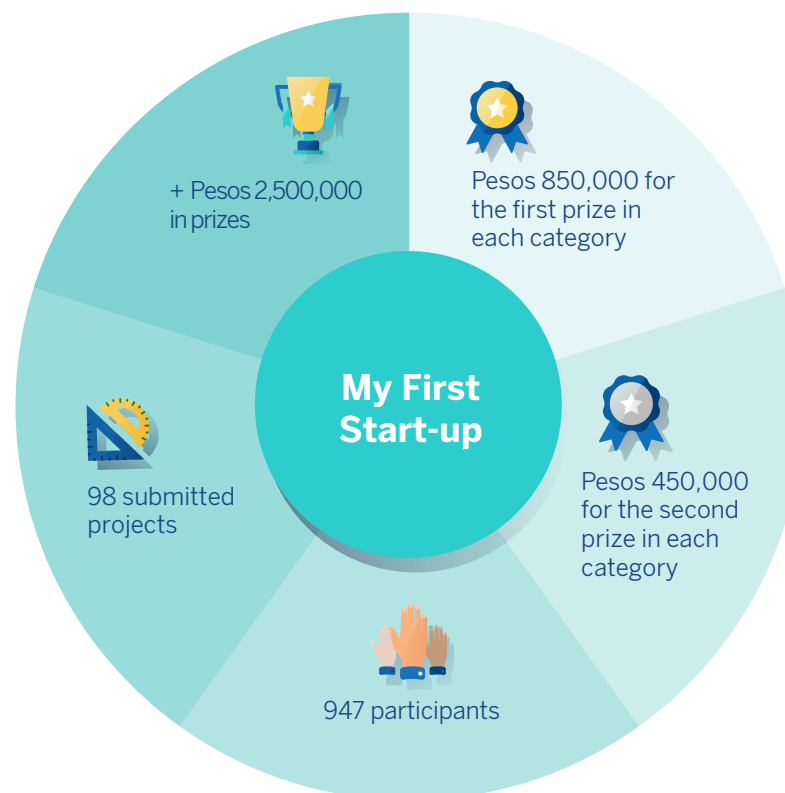 + Pesos 2,500,000
in prizes
Pesos 850,000 for
the first prize in
each category
My First
Start-up
98 submitted
projects
Pesos 450,000
for the second
prize in each
category
947 participants